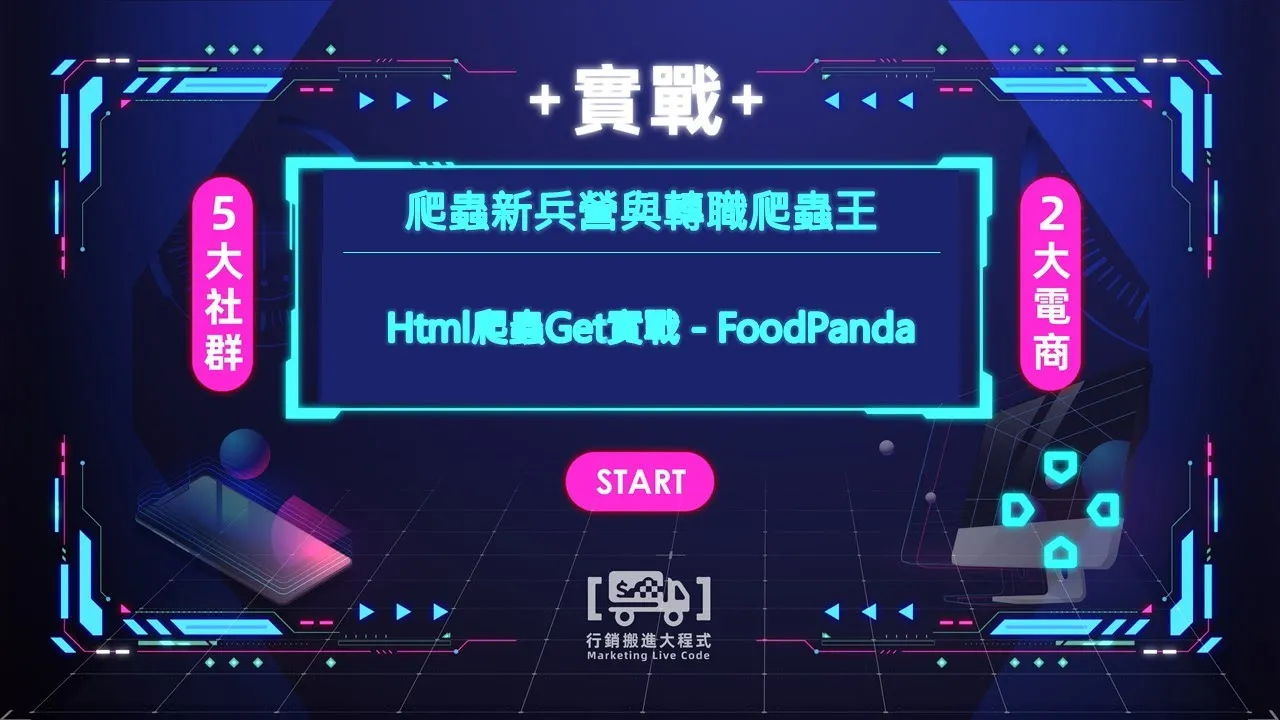 +實戰+
5大社群
爬蟲新兵營與轉職爬蟲王
Html爬蟲Get實戰 - FoodPanda
2大電商
START
行銷搬進大程式
Marketing Live Code